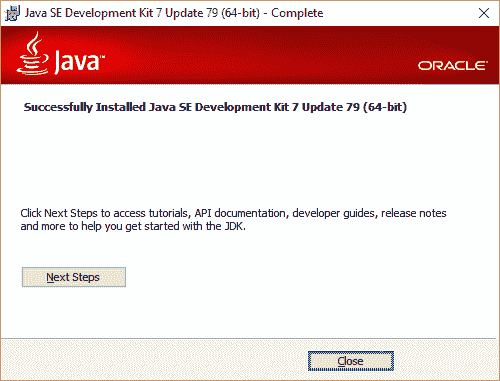 Java SE Development Kit 7 Update 79 (64-bit) - Complete
Java™
ORACLE
Successfully Installed Java SE Development Kit 7 Update 79 (64-bit)
Click Next Steps to access tutorials, API documentation, developer guides, release notes
and more to help you get started with the JDK.
Next Steps
Close